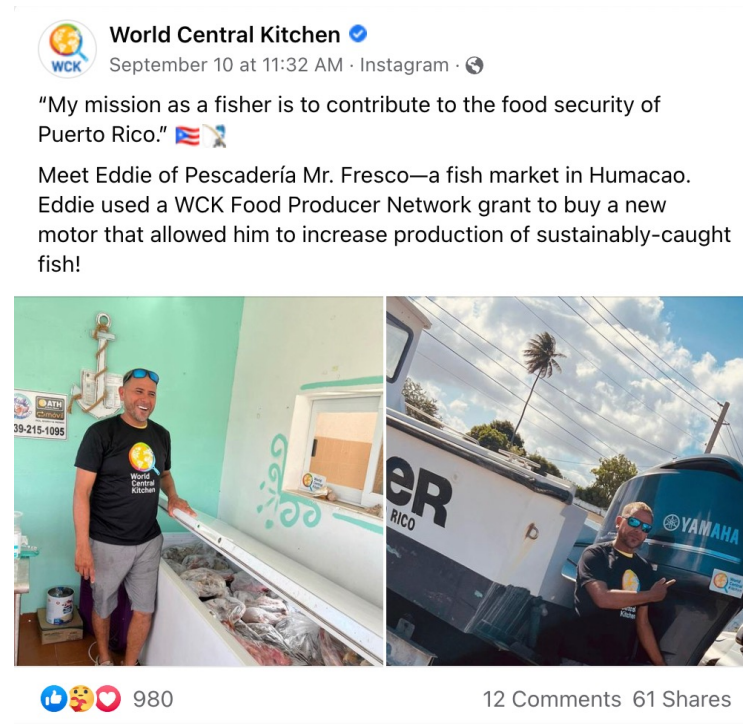 World Central Kitchen
WCK
September 10 at 11:32 AM · Instagram ·
“My mission as a fisher is to contribute to the food security of
Puerto Rico.” 🇵🇷🎣
Meet Eddie of Pescadería Mr. Fresco—a fish market in Humacao.
Eddie used a WCK Food Producer Network grant to buy a new
motor that allowed him to increase production of sustainably-caught
fish!
ATH
móvil
39-215-1095
World
Central
Kitchen
eR
RICO
YAMAHA
980
12 Comments 61 Shares